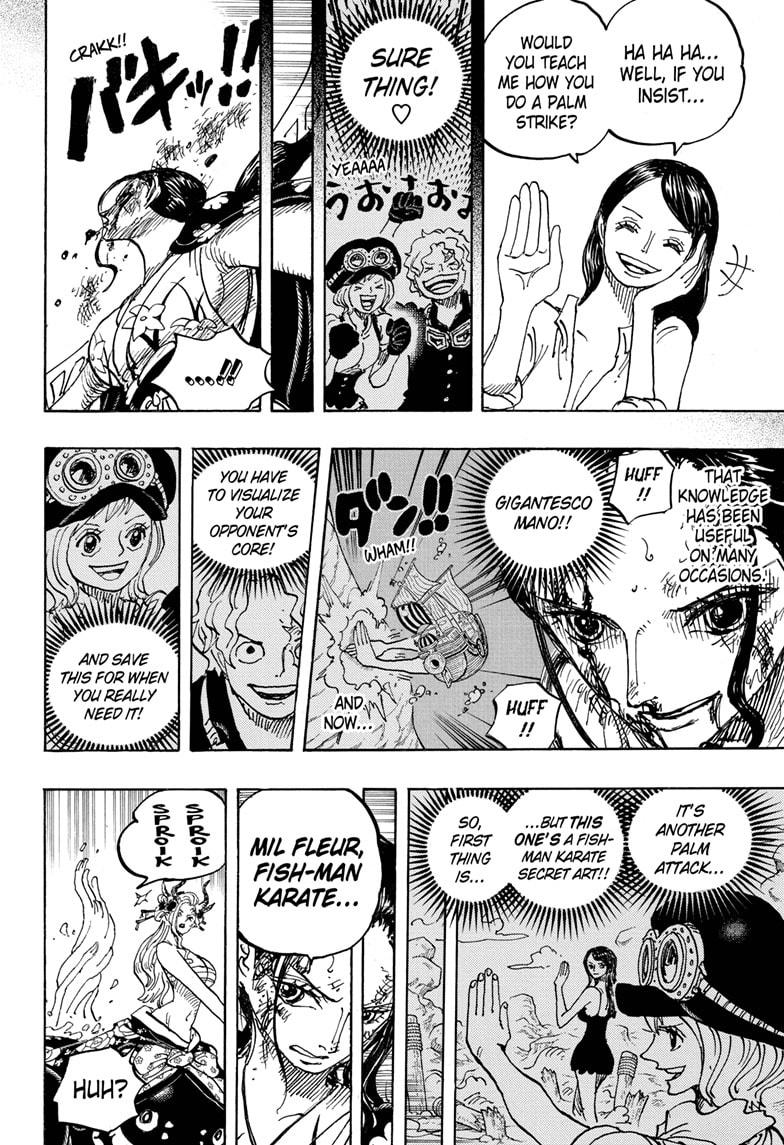 HA HA HA...
WELL, IF YOU
INSIST...
WOULD
YOU TEACH
ME HOW YOU
DO A PALM
STRIKE?
SURE
THING!
♡
YEAAAA
うおおおお
CRAKK!!
バキッ!!
.....!!
THAT
KNOWLEDGE
HAS BEEN
USEFUL
ON MANY
OCCASIONS.
HUFF
!!
GIGANTESCO
MANO!!
HUFF
!!
ダン!!
WHAM!!
AND
NOW...
YOU HAVE
TO VISUALIZE
YOUR
OPPONENT'S
CORE!
AND SAVE
THIS FOR WHEN
YOU REALLY
NEED IT!
IT'S
ANOTHER
PALM
ATTACK...
...BUT THIS
ONE'S A FISH-
MAN KARATE
SECRET ART!!
SO,
FIRST
THING
IS...
MIL FLEUR,
FISH-MAN
KARATE...
SPROIK
SPROIK
HUH?